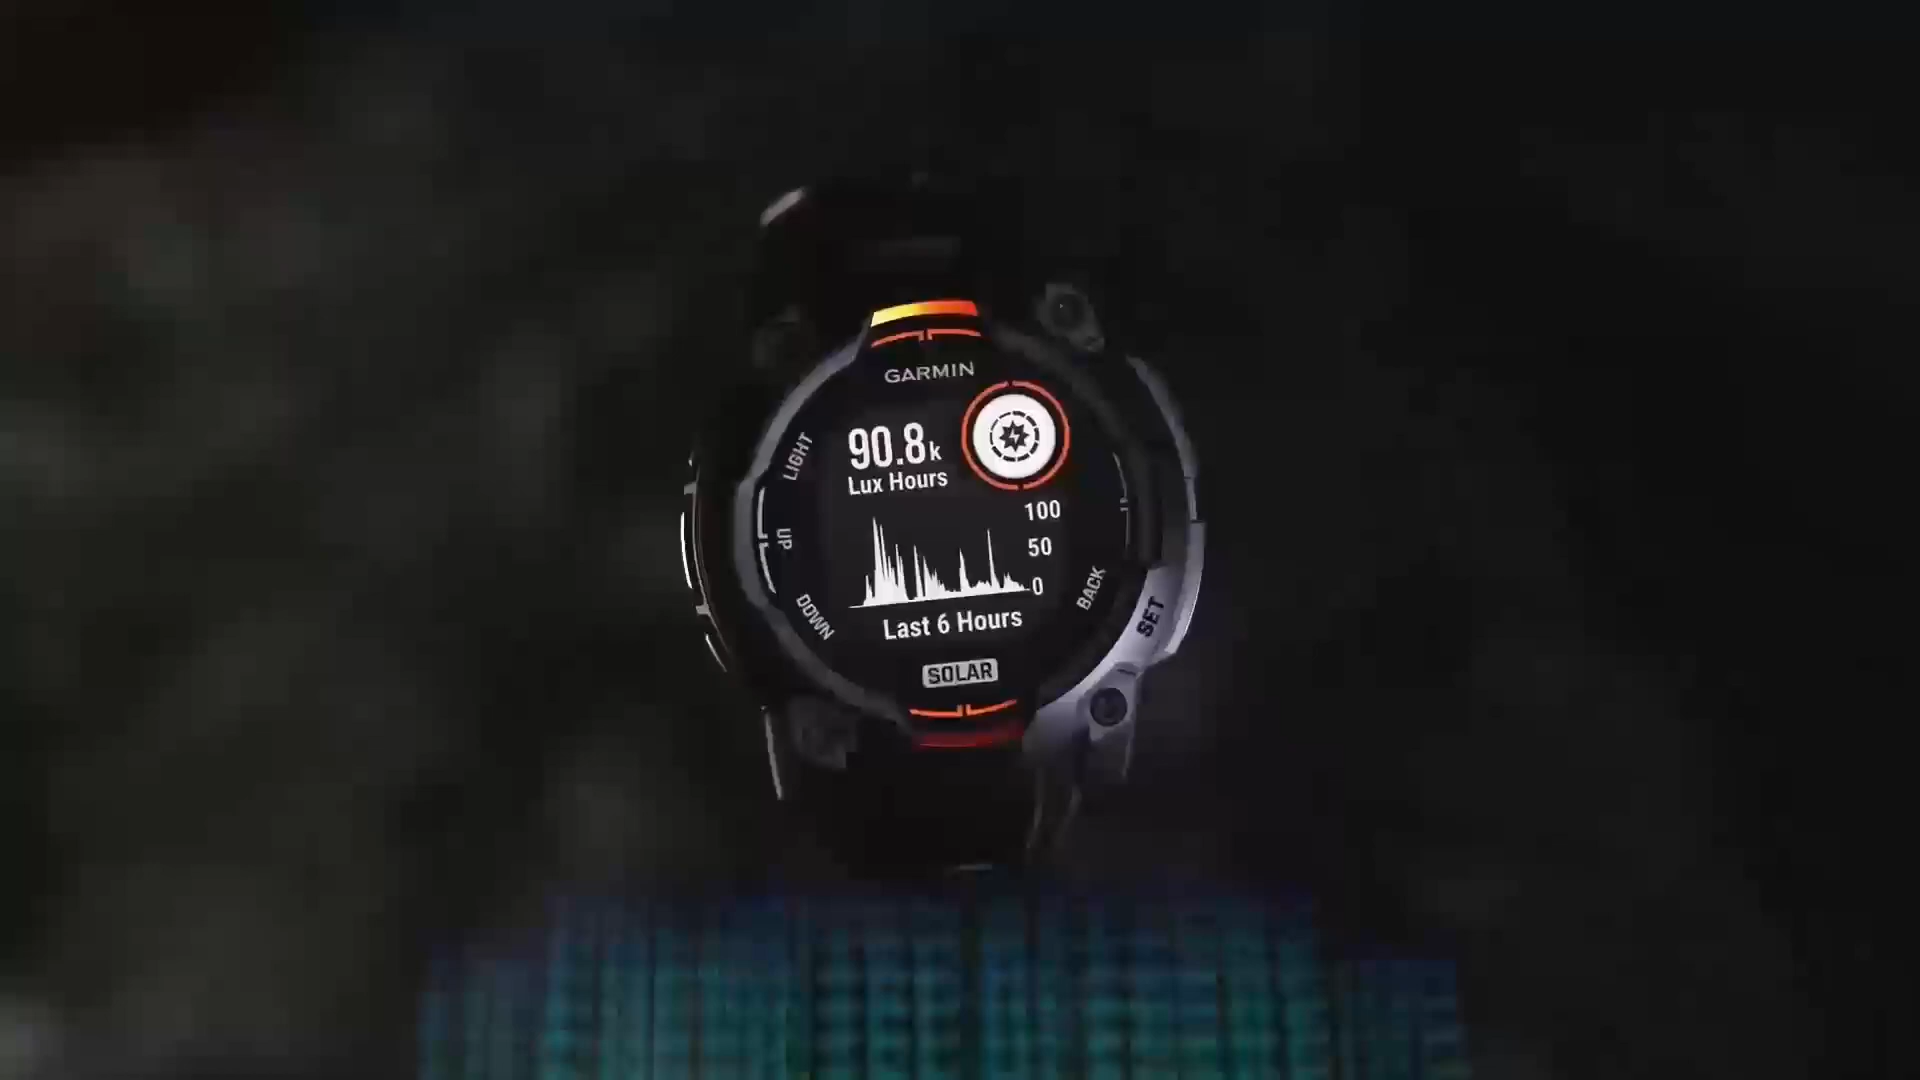 GARMIN
LIGHT
90.8k
Lux Hours
100
UP
50
0
BACK
DOWN
SET
Last 6 Hours
SOLAR